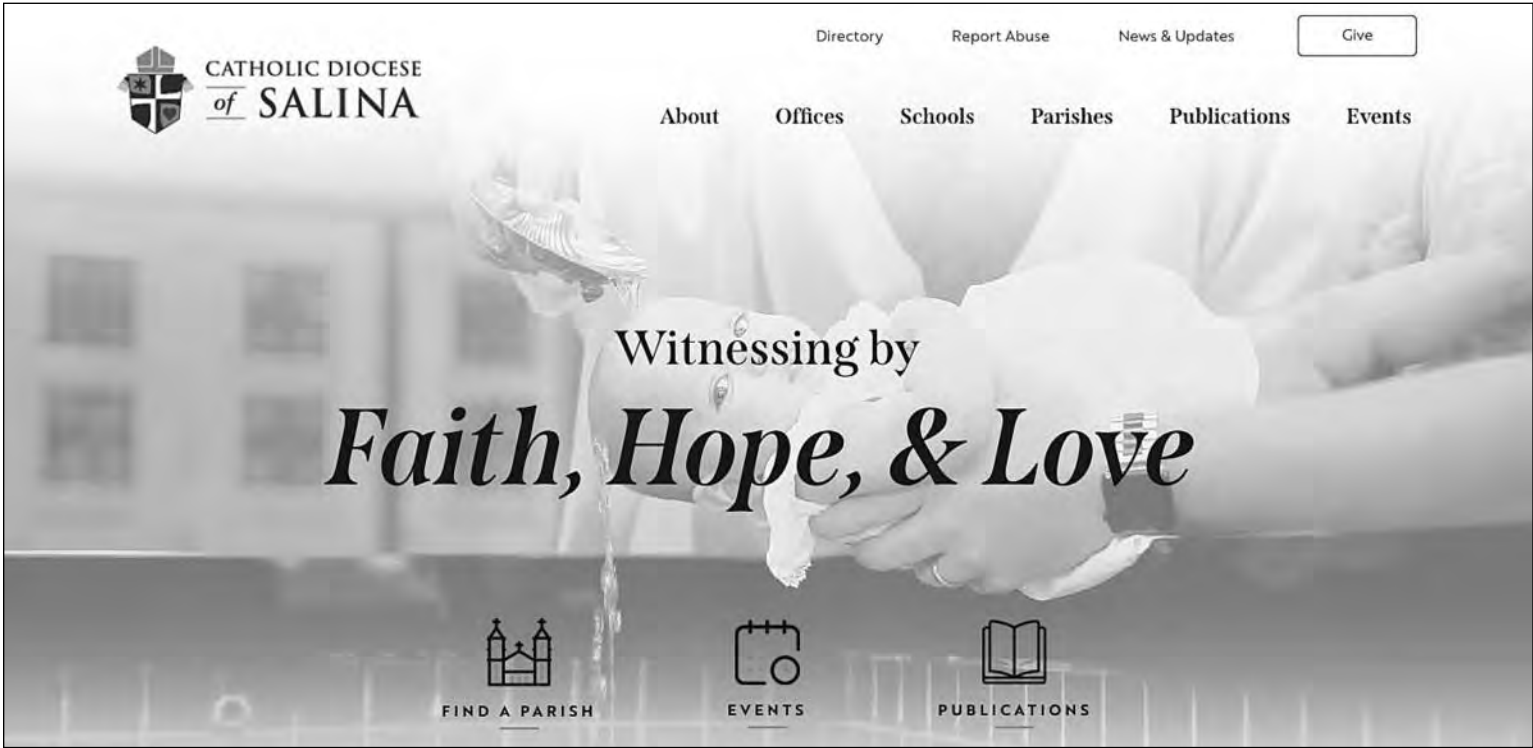 Directory Report Abuse News & Updates Give
CATHOLIC DIOCESE
of SALINA
About Offices Schools Parishes Publications Events
Witnessing by
Faith, Hope, & Love
FIND A PARISH EVENTS PUBLICATIONS